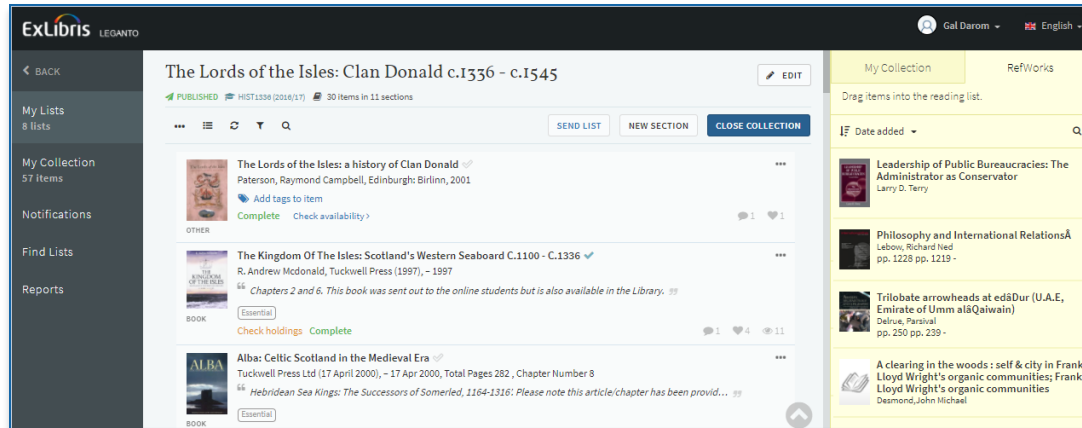 ExLibris LEGANTO
Gal Darom
English
BACK
My Lists
8 lists
My Collection
57 items
Notifications
Find Lists
Reports
The Lords of the Isles: Clan Donald c.1336 - c.1545
EDIT
PUBLISHED HIST1336 (2016/17) 30 items in 11 sections
SEND LIST NEW SECTION CLOSE COLLECTION
The Lords of the Isles: a history of Clan Donald
Paterson, Raymond Campbell, Edinburgh: Birlinn, 2001
Add tags to item
Complete Check availability >
1 1
OTHER
The Kingdom Of The Isles: Scotland's Western Seaboard C.1100 - C.1336
R. Andrew Mcdonald, Tuckwell Press (1997), – 1997
Chapters 2 and 6. This book was sent out to the online students but is also available in the Library.
Essential
BOOK
Check holdings Complete
1 4 11
Alba: Celtic Scotland in the Medieval Era
Tuckwell Press Ltd (17 April 2000), – 17 Apr 2000, Total Pages 282 , Chapter Number 8
Hebridean Sea Kings: The Successors of Somerled, 1164-1316'. Please note this article/chapter has been provid...
Essential
ALBA
BOOK
My Collection RefWorks
Drag items into the reading list.
Date added
Leadership of Public Bureaucracies: The
Administrator as Conservator
Larry D. Terry
Philosophy and International RelationsÂ
Lebow, Richard Ned
pp. 1228 pp. 1219 -
Trilobate arrowheads at edâDur (U.A.E,
Emirate of Umm alâQaiwain)
Delrue, Parsival
pp. 250 pp. 239 -
A clearing in the woods : self & city in Frank
Lloyd Wright's organic communities; Frank
Lloyd Wright's organic communities
Desmond,John Michael